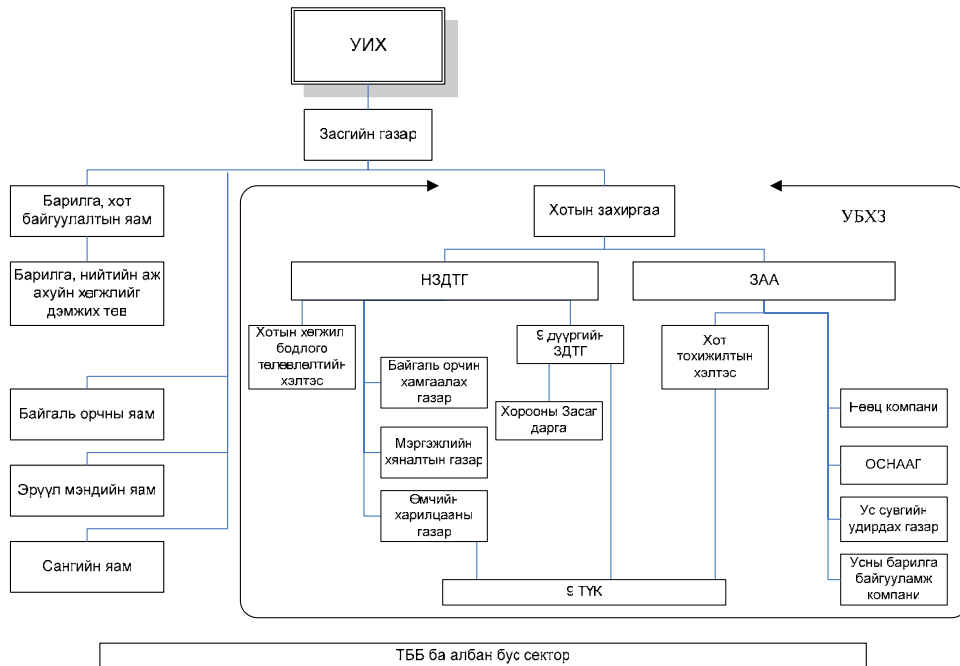 УИХ
Засгийн газар
Барилга, хот
байгуулалтын яам
Хотын захиргаа
УБХЗ
Барилга, нийтийн аж
ахуйн хөгжлийг
дэмжих төв
НЗДТГ
ЗАА
Хотын хөгжил
бодлого
төлөвлөлтийн
хэлтэс
9 дүүргийн
ЗДТГ
Хот
тохижилтын
хэлтэс
Байгаль орчин
хамгаалах
газар
Байгаль орчны яам
Хорооны Засаг
дарга
Нөөц компани
Мэргэжлийн
хяналтын газар
ОСНААГ
Эрүүл мэндийн яам
Өмчийн
харилцааны
газар
Ус сувгийн
удирдах газар
Сангийн яам
9 ТҮК
Усны барилга
байгууламж
компани
ТББ ба албан бус сектор